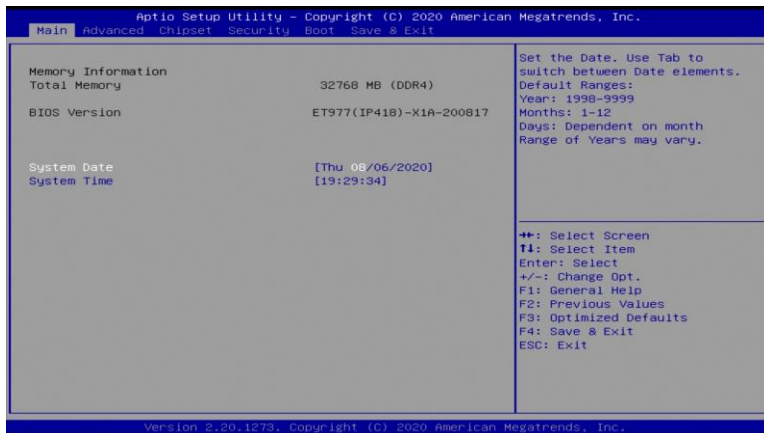 Aptio Setup Utility – Copyright (C) 2020 American Megatrends, Inc.
Main Advanced Chipset Security Boot Save & Exit
Memory Information
Total Memory 32768 MB (DDR4)
BIOS Version ET977(IP418)-X1A-200817
System Date [Thu 08/06/2020]
System Time [19:29:34]
Set the Date. Use Tab to
switch between Date elements.
Default Ranges:
Year: 1998-9999
Months: 1-12
Days: Dependent on month
Range of Years may vary.
→←: Select Screen
↑↓: Select Item
Enter: Select
+/-: Change Opt.
F1: General Help
F2: Previous Values
F3: Optimized Defaults
F4: Save & Exit
ESC: Exit
Version 2.20.1273. Copyright (C) 2020 American Megatrends, Inc.